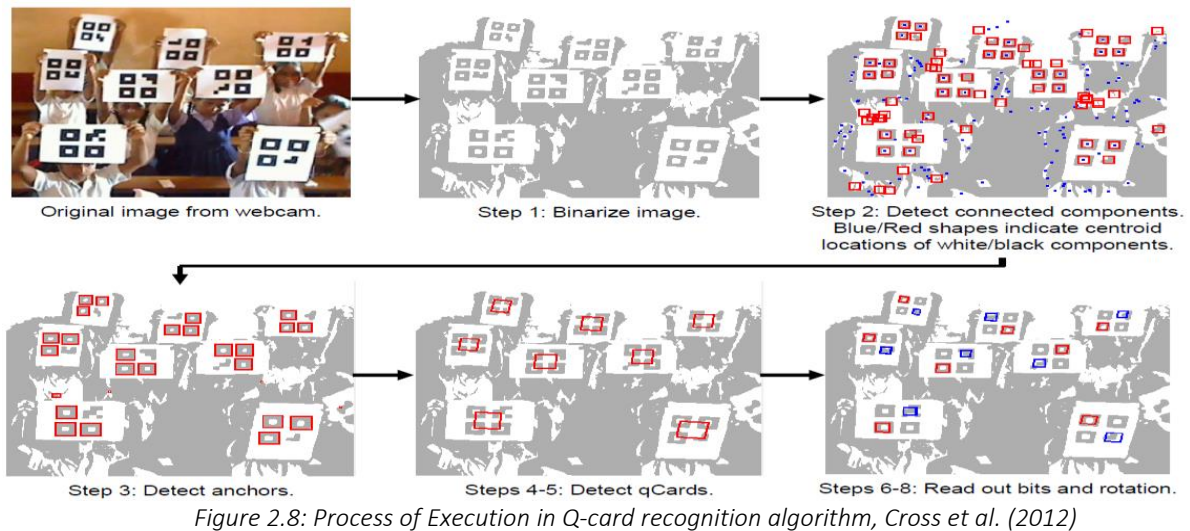 Original image from webcam.
Step 1: Binarize image.
Step 2: Detect connected components.
Blue/Red shapes indicate centroid
locations of white/black components.
Step 3: Detect anchors.
Steps 4-5: Detect qCards.
Steps 6-8: Read out bits and rotation.
Figure 2.8: Process of Execution in Q-card recognition algorithm, Cross et al. (2012)